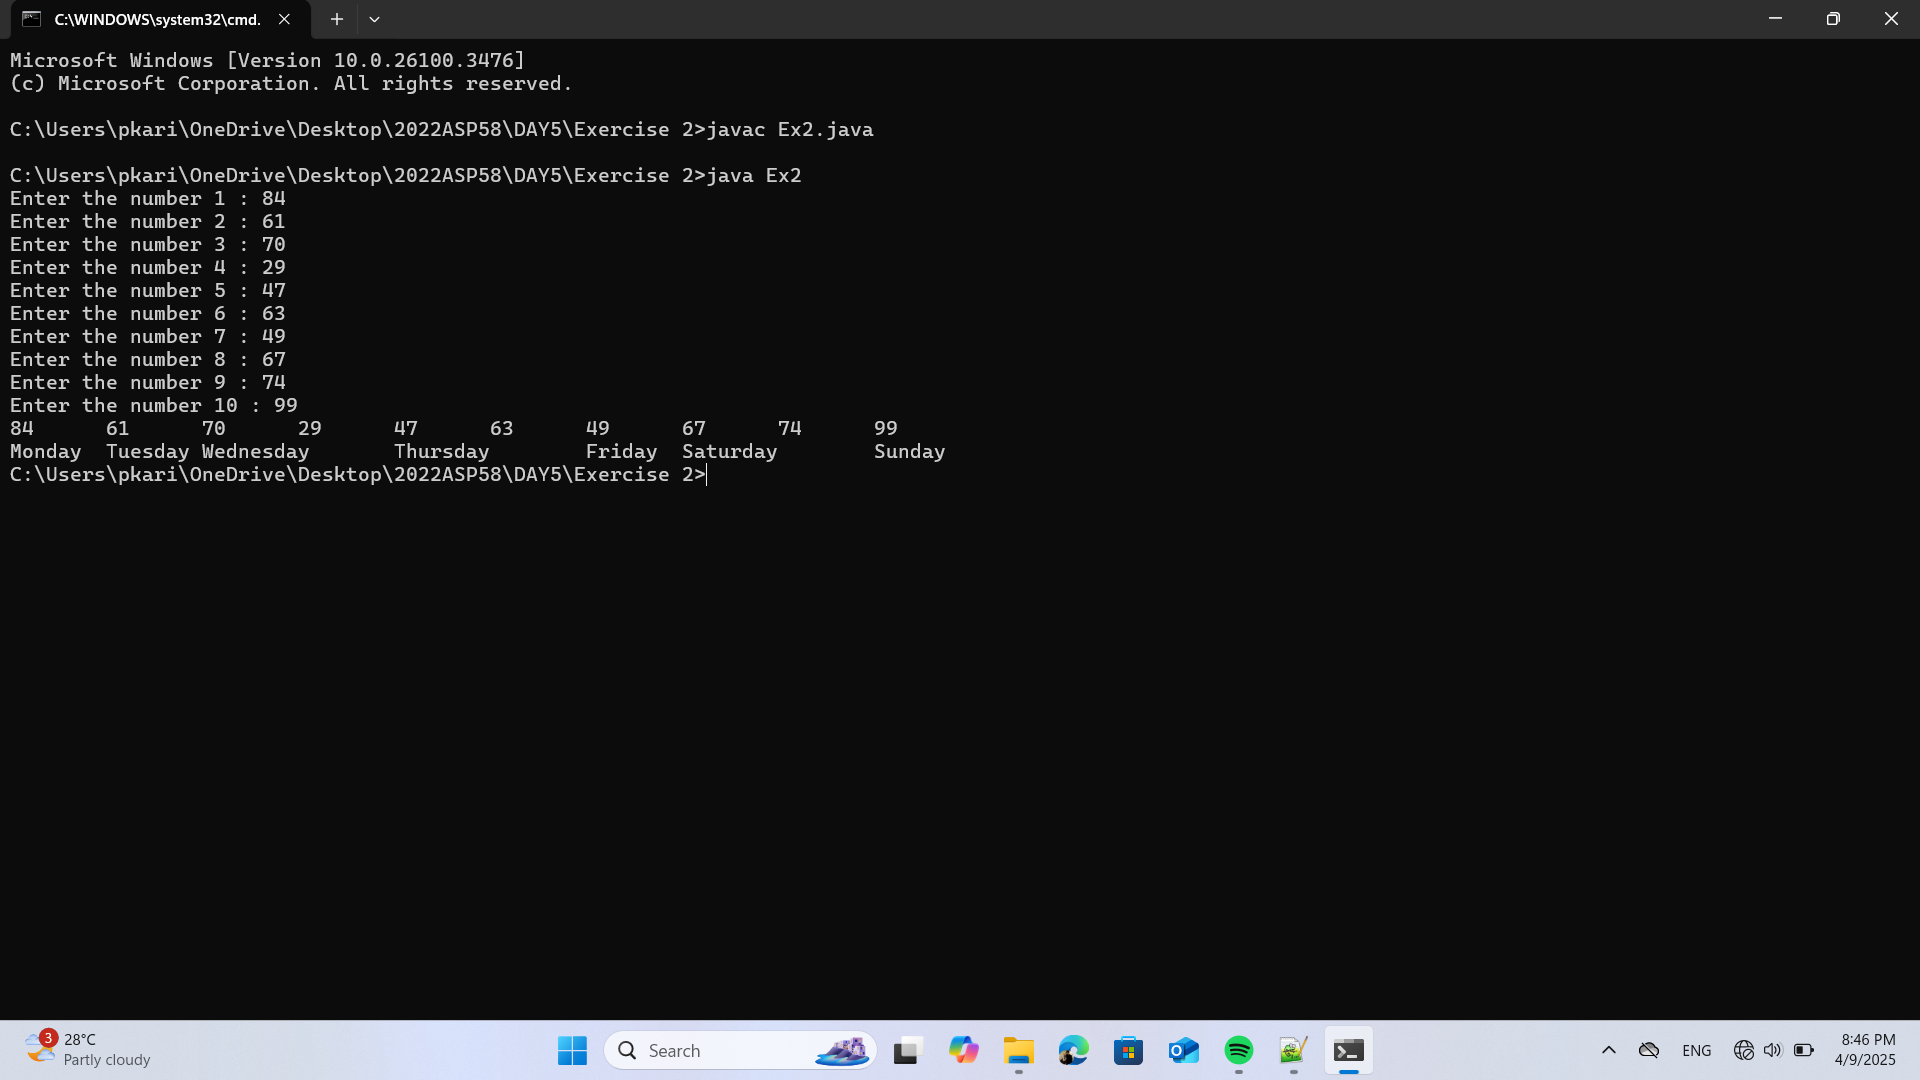 C:\WINDOWS\system32\cmd.
Microsoft Windows [Version 10.0.26100.3476]
(c) Microsoft Corporation. All rights reserved.
C:\Users\pkari\OneDrive\Desktop\2022ASP58\DAY5\Exercise 2>javac Ex2.java
C:\Users\pkari\OneDrive\Desktop\2022ASP58\DAY5\Exercise 2>java Ex2
Enter the number 1 : 84
Enter the number 2 : 61
Enter the number 3 : 70
Enter the number 4 : 29
Enter the number 5 : 47
Enter the number 6 : 63
Enter the number 7 : 49
Enter the number 8 : 67
Enter the number 9 : 74
Enter the number 10 : 99
84      61      70      29      47      63      49      67      74      99
Monday  Tuesday Wednesday       Thursday        Friday  Saturday        Sunday
C:\Users\pkari\OneDrive\Desktop\2022ASP58\DAY5\Exercise 2>
3
28°C
Partly cloudy
Search
ENG
8:46 PM
4/9/2025